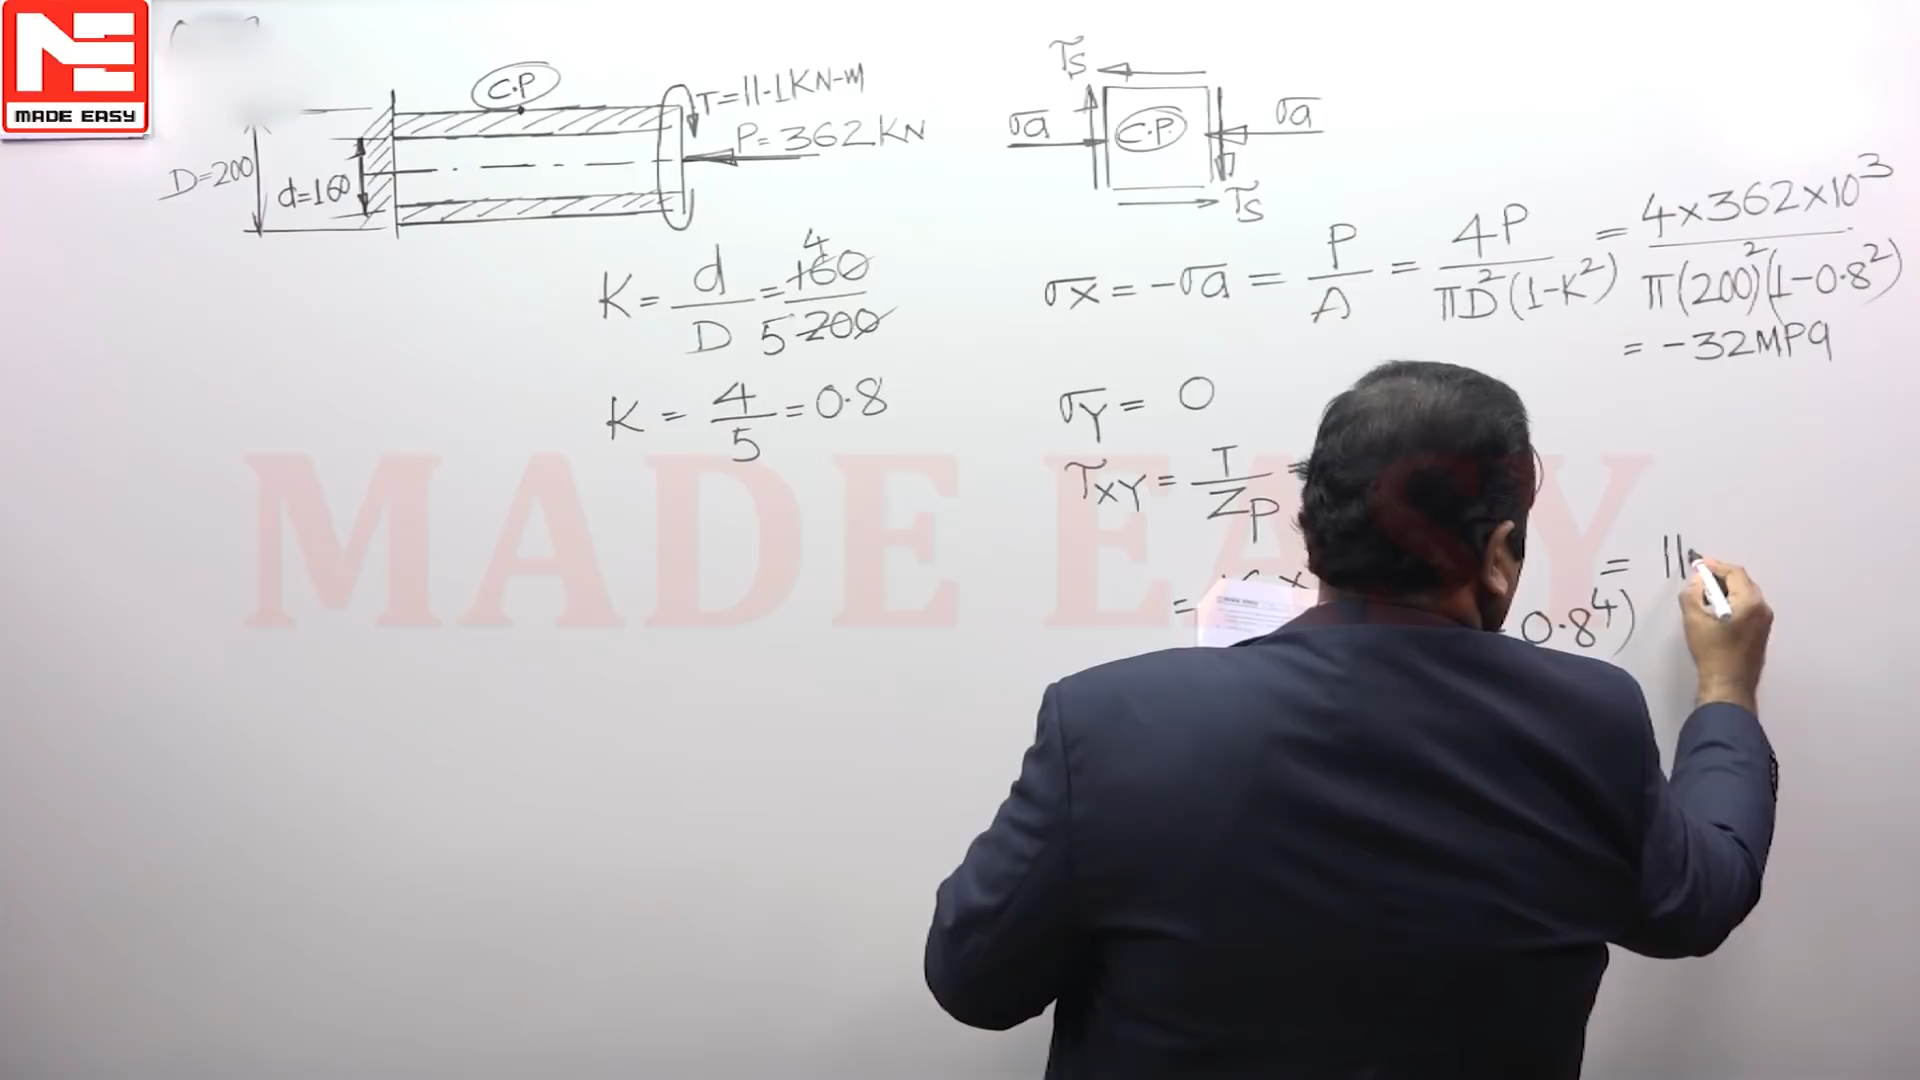 MADE EASY
C.P
T=11.1KN-M
P=362KN
D=200
d=160
K = d/D = 160/200
4
5
K = 4/5 = 0.8
τs
σa
C.P.
σa
τs
σx = -σa = P/A = 4P/πD²(1-K²) = 4×362×10³/π(200)²(1-0.8²)
= -32MPa
σy = 0
τxy = T/Zp =
= 0.8⁴)
= 11
MADE EASY